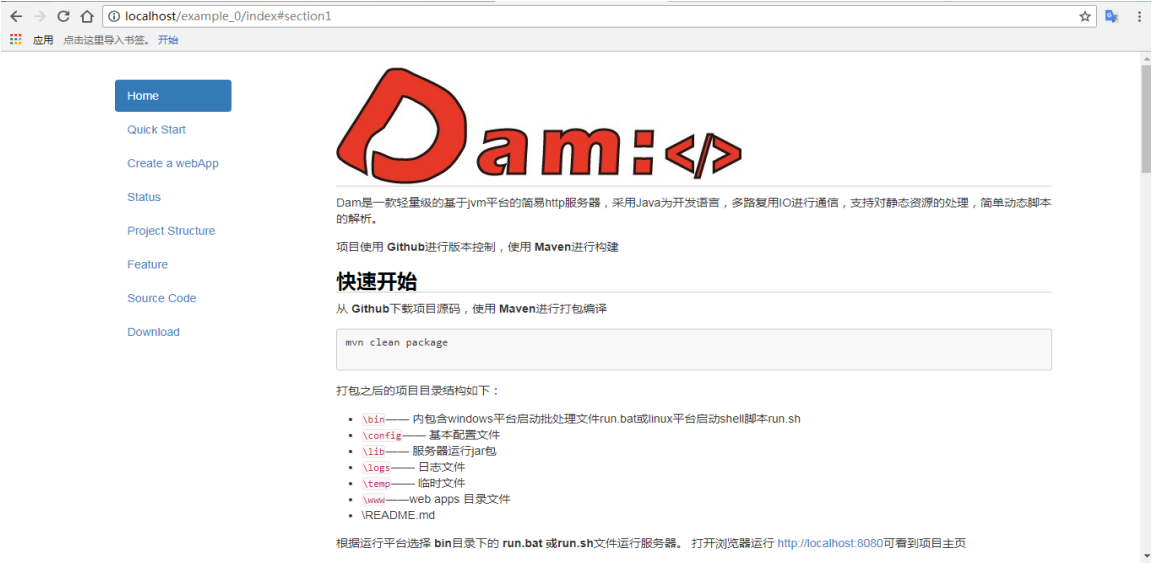 localhost/example_0/index#section1
应用 点击这里导入书签。 开始
Home
Quick Start
Create a webApp
Status
Project Structure
Feature
Source Code
Download
Dam:</>
Dam是一款轻量级的基于jvm平台的简易http服务器，采用Java为开发语言，多路复用IO进行通信，支持对静态资源的处理，简单动态脚本
的解析。
项目使用 Github进行版本控制，使用 Maven进行构建
快速开始
从 Github下载项目源码，使用 Maven进行打包编译
mvn clean package
打包之后的项目目录结构如下：
• \bin—— 内包含windows平台启动批处理文件run.bat或linux平台启动shell脚本run.sh
• \config—— 基本配置文件
• \lib—— 服务器运行jar包
• \logs—— 日志文件
• \temp—— 临时文件
• \www——web apps 目录文件
• \README.md
根据运行平台选择 bin目录下的 run.bat 或run.sh文件运行服务器。 打开浏览器运行 http://localhost:8080可看到项目主页